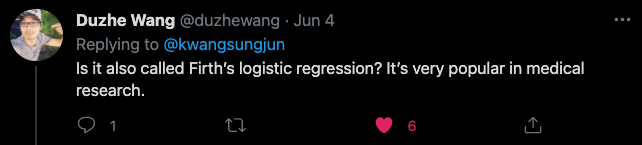 Duzhe Wang @duzhewang · Jun 4
Replying to @kwangsungjun
Is it also called Firth's logistic regression? It's very popular in medical
research.
1 6